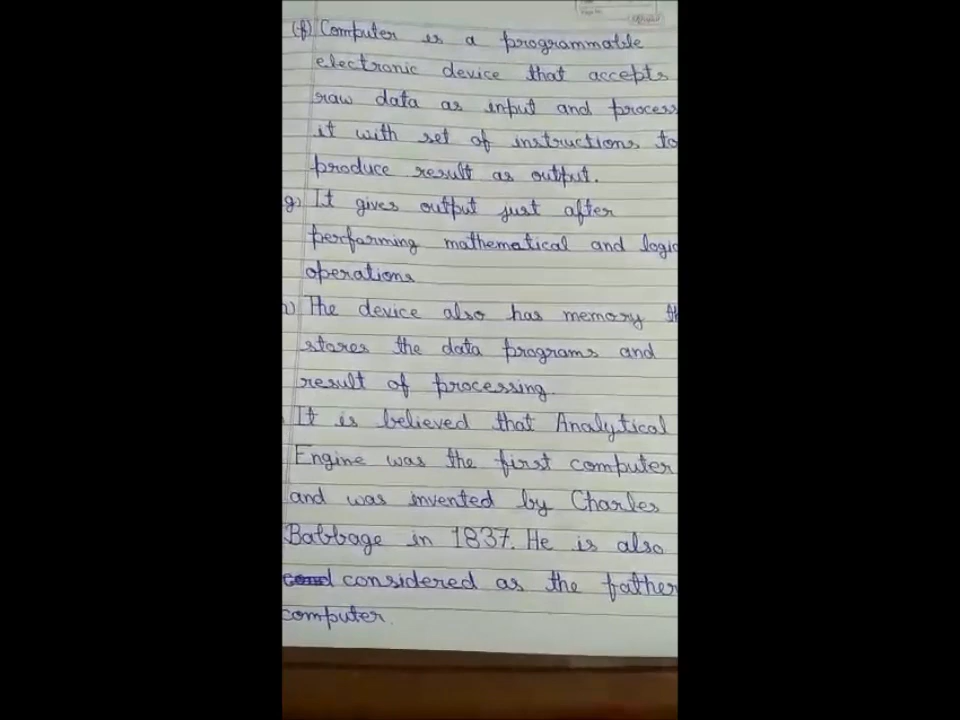 (f) Computer is a programmable
electronic device that accepts
raw data as input and process
it with set of instructions to
produce result as output.
g) It gives output just after
performing mathematical and logic
operations
The device also has memory th
stores the data programs and
result of processing.
It is believed that Analytical
Engine was the first computer
and was invented by Charles
Babbage in 1837. He is also
considered as the father
computer.